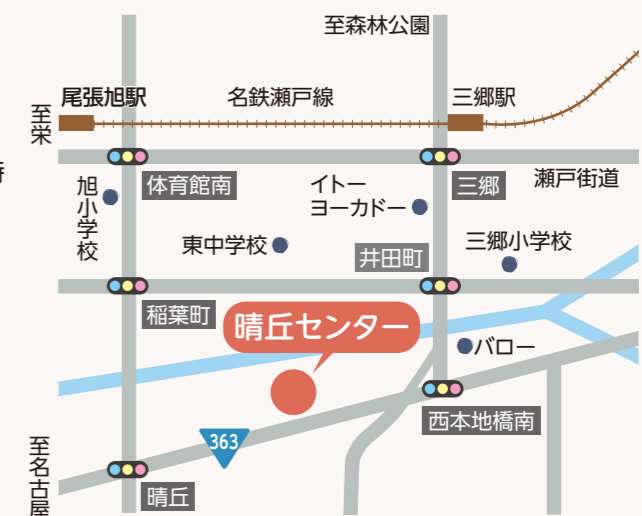 至森林公園
尾張旭駅
名鉄瀬戸線
三郷駅
至栄
体育館南
旭小学校
イトー
ヨーカドー
三郷
瀬戸街道
東中学校
井田町
三郷小学校
稲葉町
晴丘センター
バロー
西本地橋南
363
至名古屋
晴丘